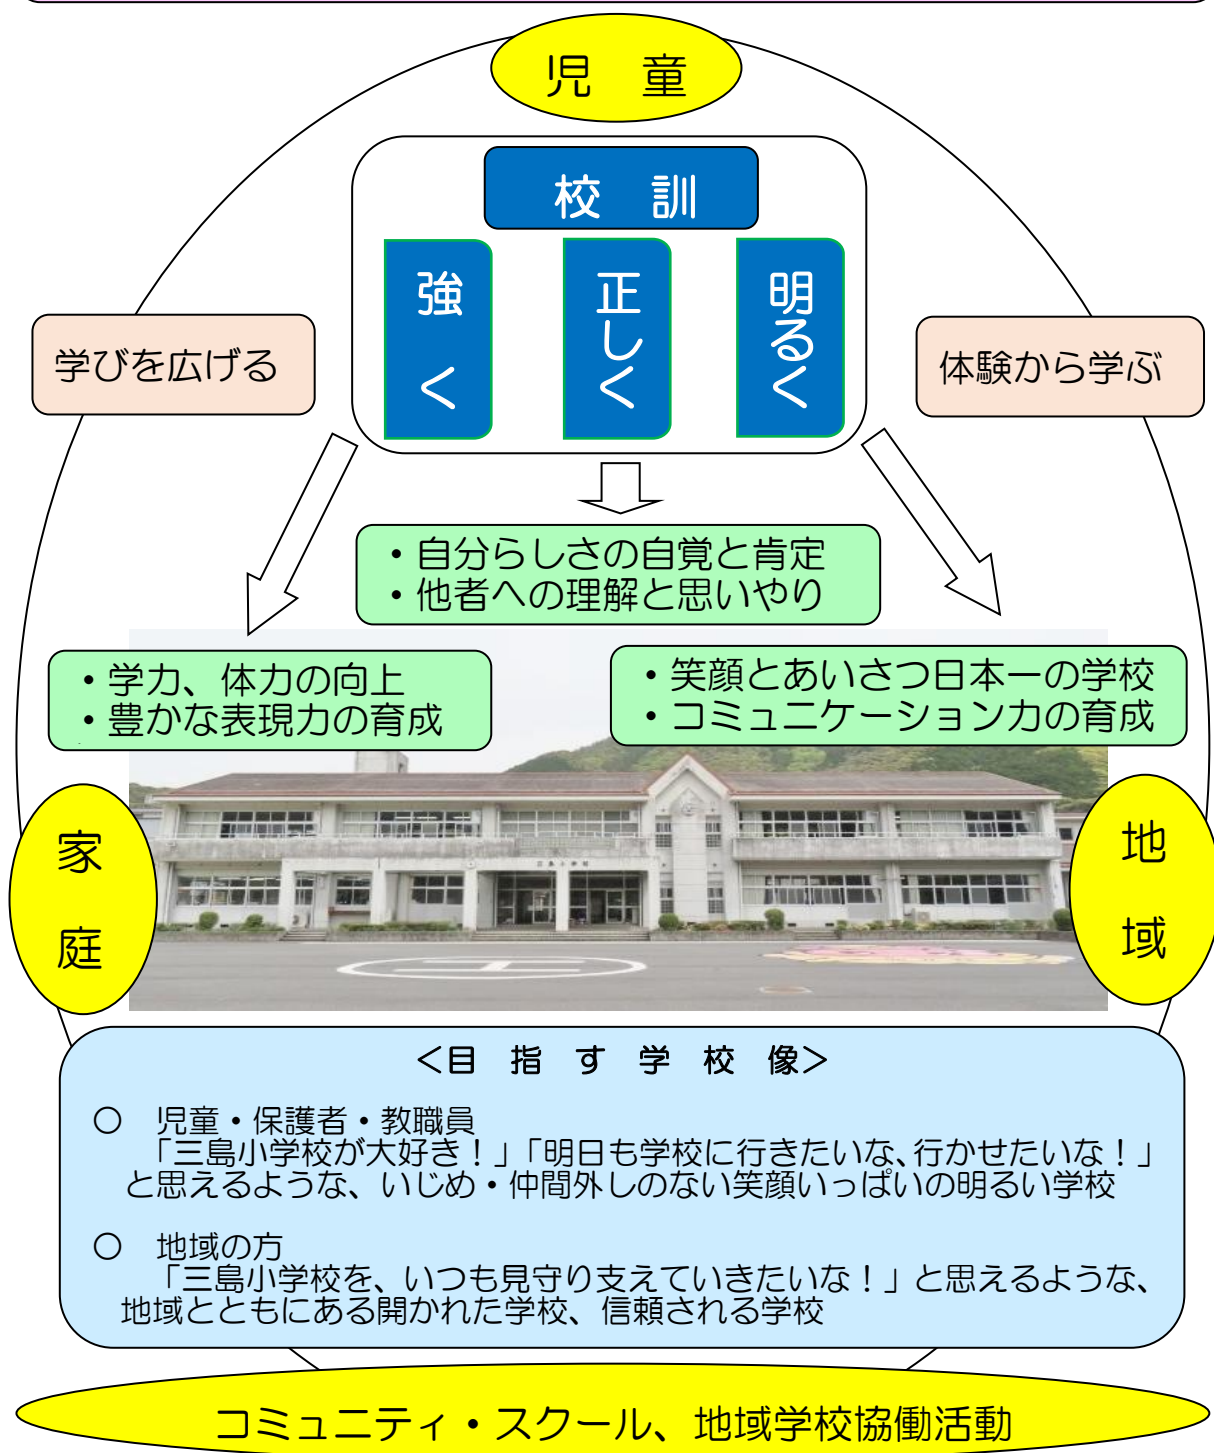 児　童
校　訓
明るく
正しく
強　く
学びを広げる
体験から学ぶ
・自分らしさの自覚と肯定
・他者への理解と思いやり
・学力、体力の向上
・豊かな表現力の育成
・笑顔とあいさつ日本一の学校
・コミュニケーション力の育成
三島小学校
家庭
地域
＜目　指　す　学　校　像＞
○　児童・保護者・教職員
「三島小学校が大好き！」「明日も学校に行きたいな、行かせたいな！」
と思えるような、いじめ・仲間外しのない笑顔いっぱいの明るい学校
○　地域の方
「三島小学校を、いつも見守り支えていきたいな！」と思えるような、
地域とともにある開かれた学校、信頼される学校
コミュニティ・スクール、地域学校協働活動